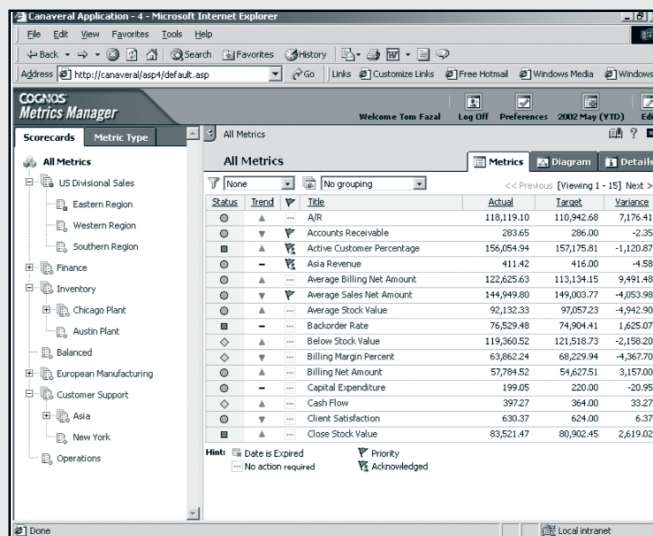 Canaveral Application - 4 - Microsoft Internet Explorer
File Edit View Favorites Tools Help
Back Search Favorites History
Address http://canaveral/asp4/default.asp Go Links Customize Links Free Hotmail Windows Media Windows
COGNOS
Metrics Manager
Welcome Tom Fazal Log Off Preferences 2002 May (YTD)
Scorecards Metric Type
All Metrics
US Divisional Sales
Eastern Region
Western Region
Southern Region
Finance
Inventory
Chicago Plant
Austin Plant
Balanced
European Manufacturing
Customer Support
Asia
New York
Operations
All Metrics
All Metrics Metrics Diagram Details
None No grouping << Previous [Viewing 1 - 15] Next >
Status Trend Title Actual Target Variance
A/R 118,119.10 110,942.68 7,176.41
Accounts Receivable 283.65 286.00 -2.35
Active Customer Percentage 156,054.94 157,175.81 -1,120.87
Asia Revenue 411.42 416.00 -4.58
Average Billing Net Amount 122,625.63 113,134.15 9,491.48
Average Sales Net Amount 144,949.80 149,003.77 -4,053.98
Average Stock Value 92,132.33 97,057.23 -4,942.90
Backorder Rate 76,529.48 74,904.41 1,625.07
Below Stock Value 119,360.52 121,518.73 -2,158.20
Billing Margin Percent 63,862.24 68,229.94 -4,367.70
Billing Net Amount 57,784.52 54,627.51 3,157.00
Capital Expenditure 199.05 220.00 -20.95
Cash Flow 397.27 364.00 33.27
Client Satisfaction 630.37 624.00 6.37
Close Stock Value 83,521.47 80,902.45 2,619.02
Hint: Date is Expired Priority
No action required Acknowledged
Done Local intranet